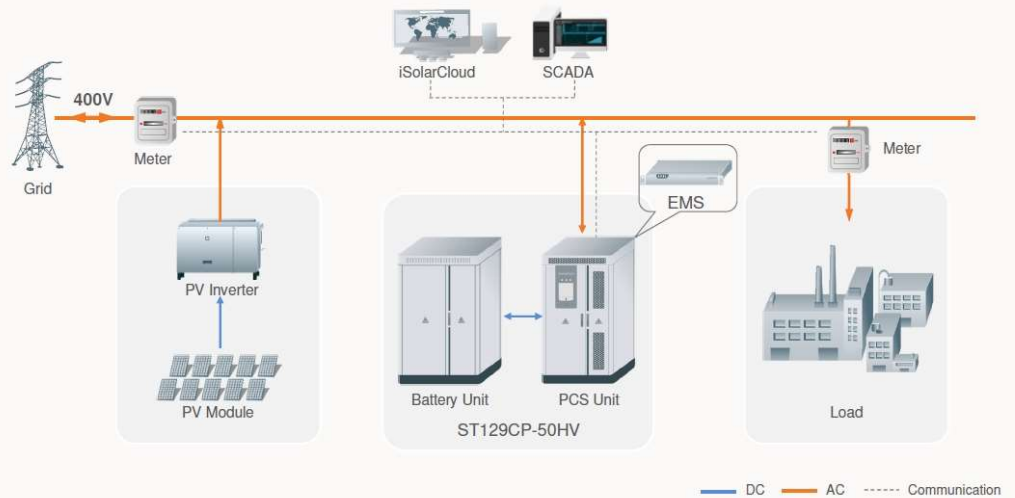 iSolarCloud
SCADA
400V
Meter
Meter
Grid
EMS
PV Inverter
PV Module
Battery Unit
PCS Unit
Load
ST129CP-50HV
DC
AC
Communication